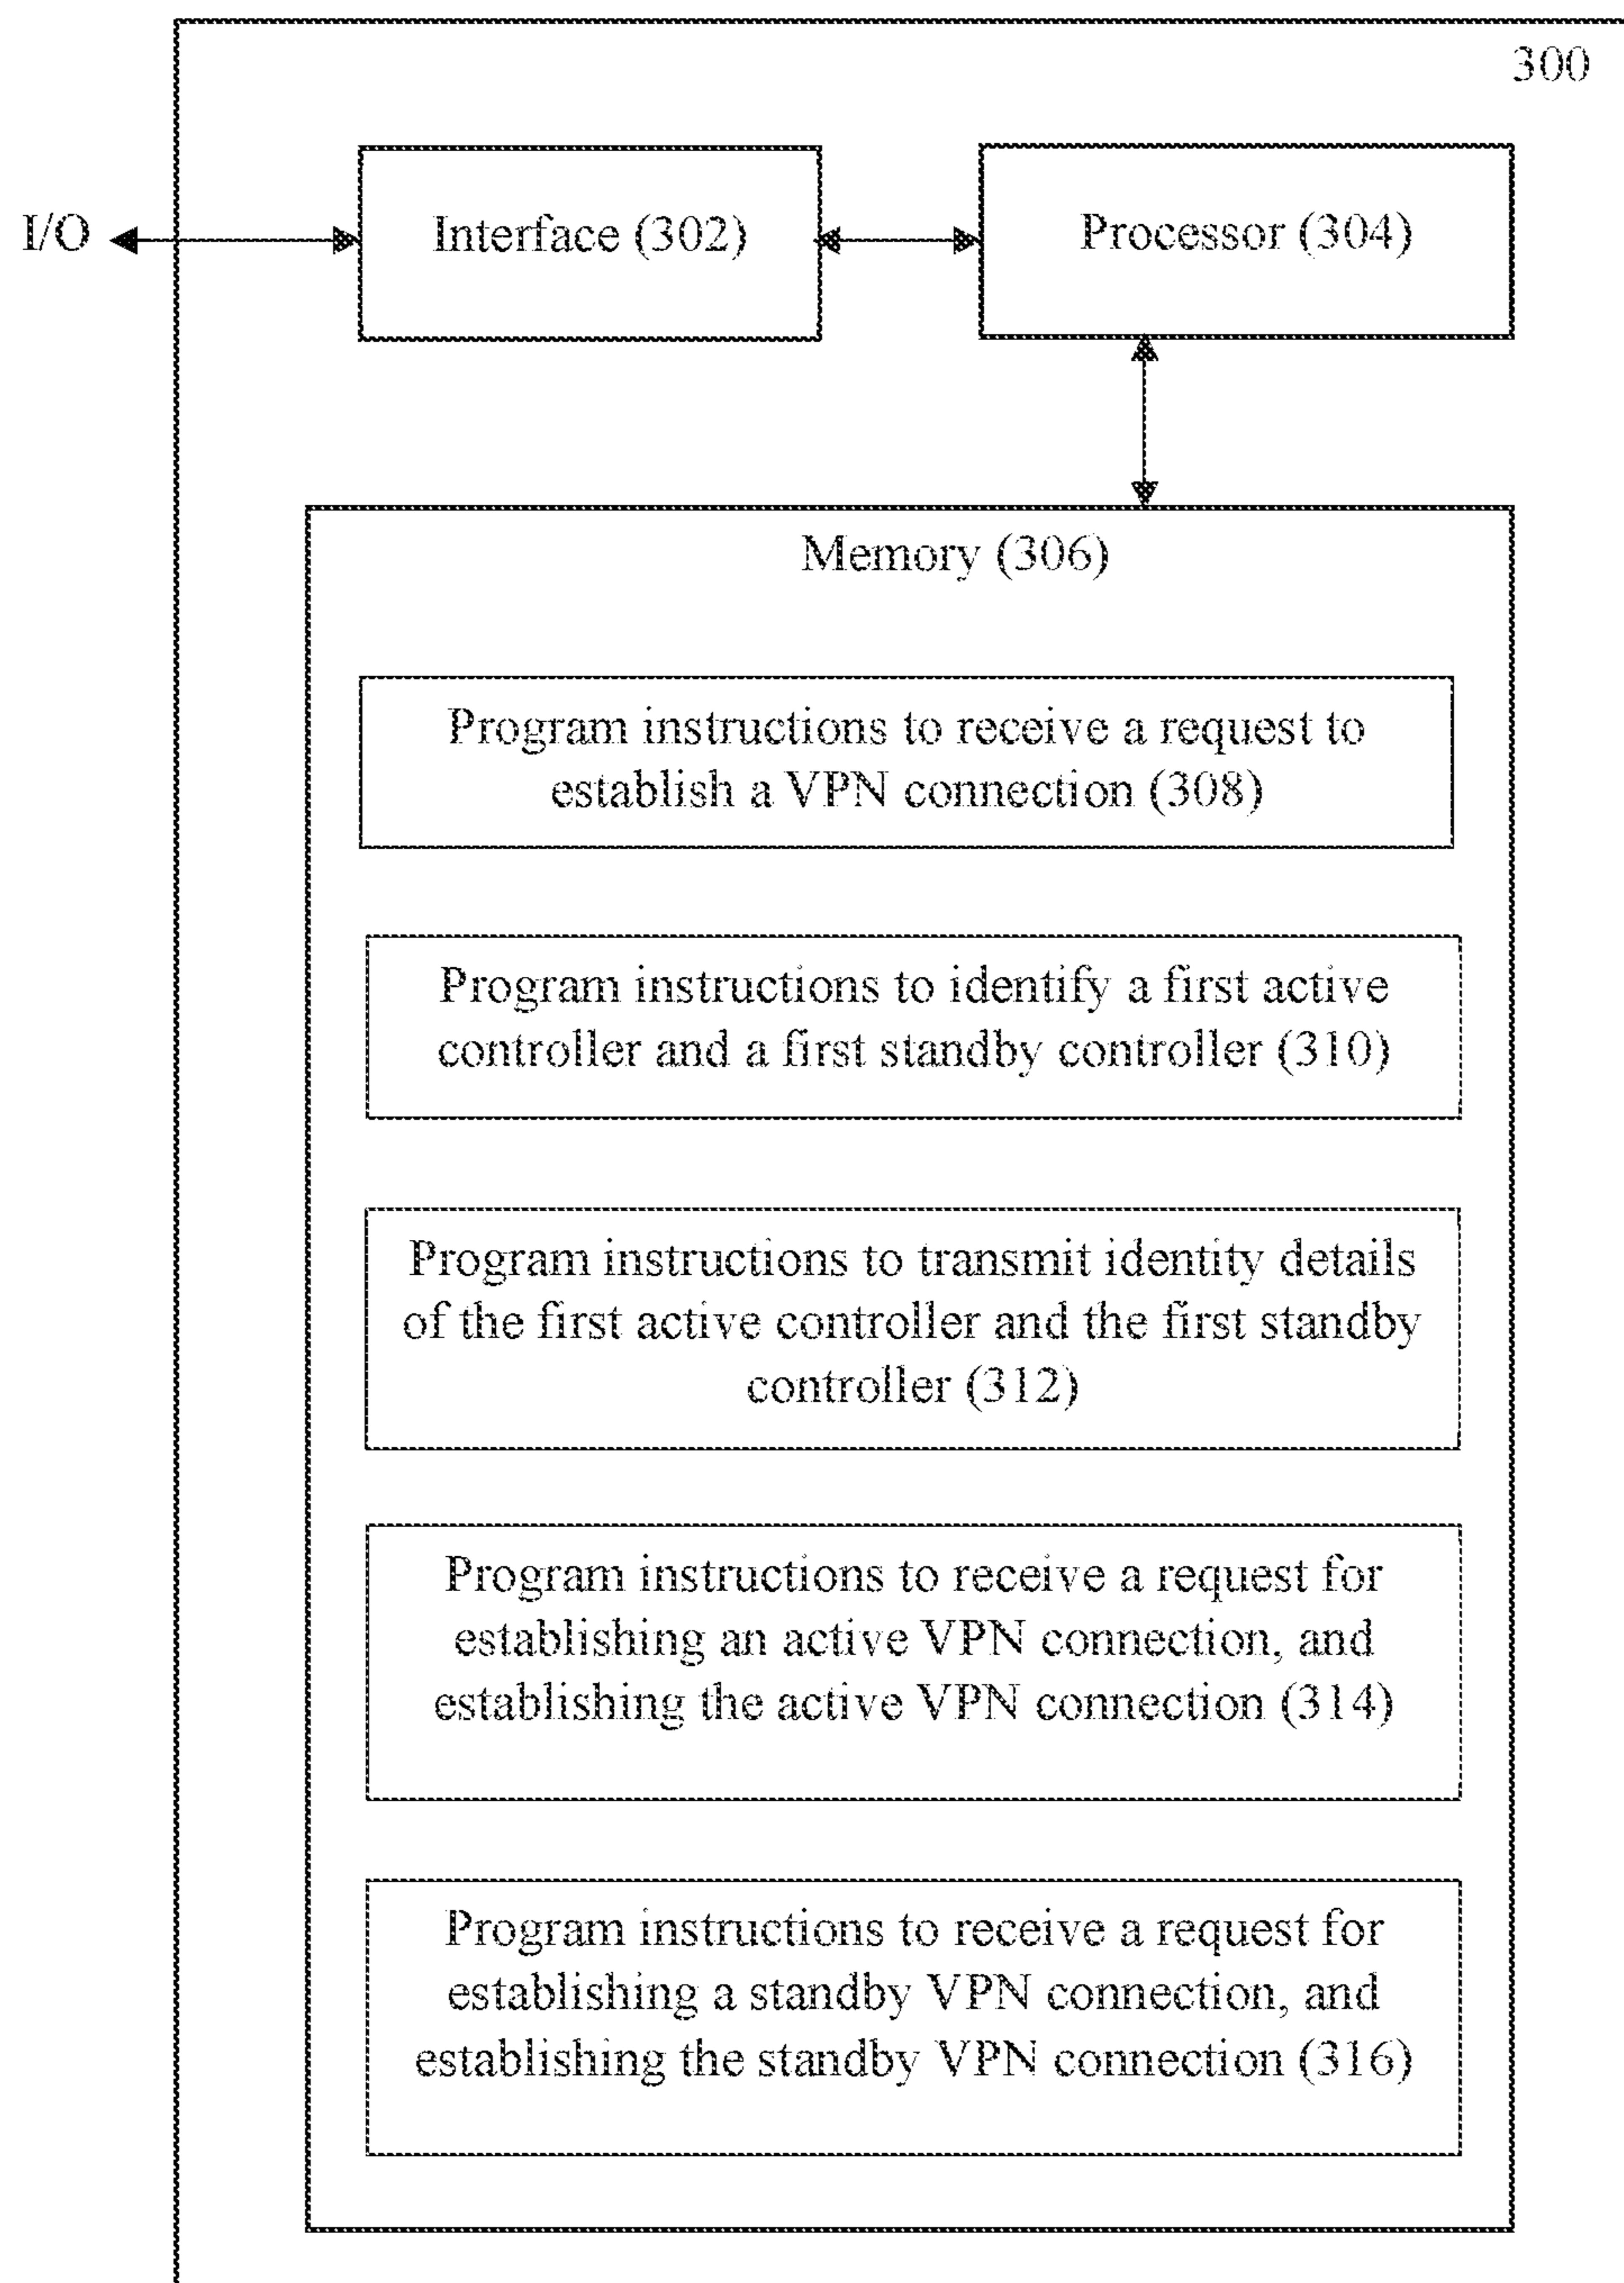 300
I/O
Interface (302)
Processor (304)
Memory (306)
Program instructions to receive a request to
establish a VPN connection (308)
Program instructions to identify a first active
controller and a first standby controller (310)
Program instructions to transmit identity details
of the first active controller and the first standby
controller (312)
Program instructions to receive a request for
establishing an active VPN connection, and
establishing the active VPN connection (314)
Program instructions to receive a request for
establishing a standby VPN connection, and
establishing the standby VPN connection (316)